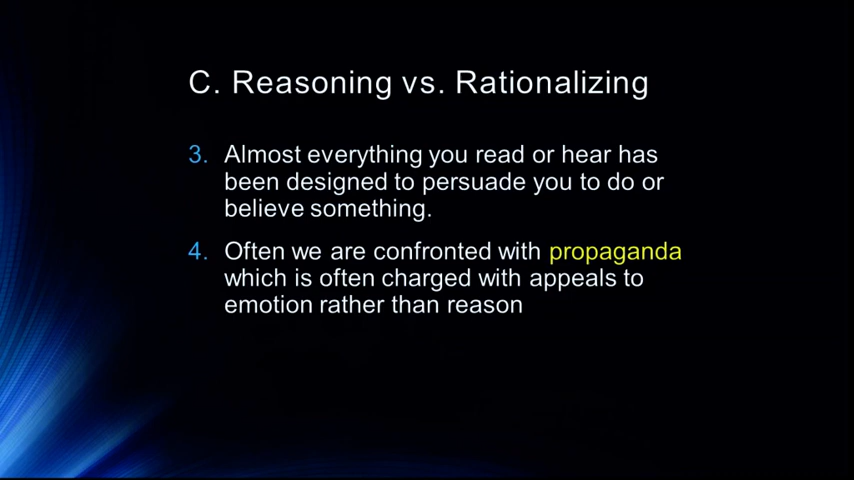 C. Reasoning vs. Rationalizing
3. Almost everything you read or hear has
been designed to persuade you to do or
believe something.
4. Often we are confronted with propaganda
which is often charged with appeals to
emotion rather than reason